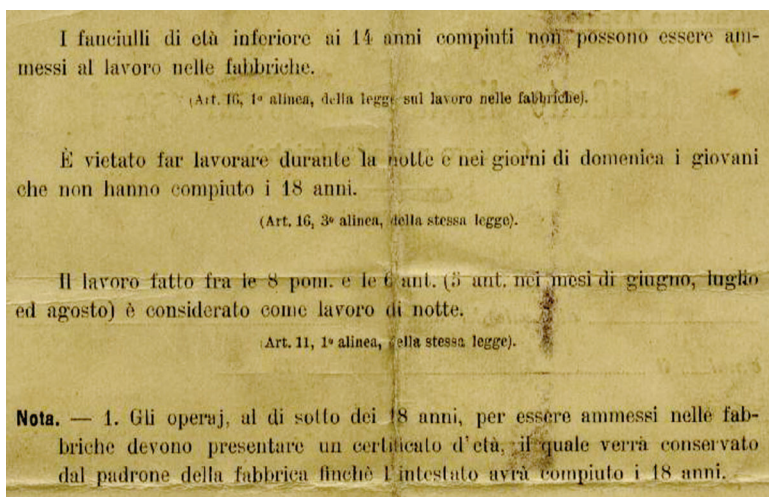 I fanciulli di età inferiore ai 14 anni compiuti non possono essere am-
messi al lavoro nelle fabbriche.
(Art. 16, 1º alinea, della legge sul lavoro nelle fabbriche).
È vietato far lavorare durante la notte e nei giorni di domenica i giovani
che non hanno compiuto i 18 anni.
(Art. 16, 3º alinea, della stessa legge).
Il lavoro fatto fra le 8 pom. e le 6 ant. (5 ant. nei mesi di giugno, luglio
ed agosto) è considerato come lavoro di notte.
(Art. 11, 1º alinea, della stessa legge).
Nota. — 1. Gli operaj, al di sotto dei 18 anni, per essere ammessi nelle fab-
briche devono presentare un certificato d'età, il quale verrà conservato
dal padrone della fabbrica finchè l'intestato avrà compiuto i 18 anni.